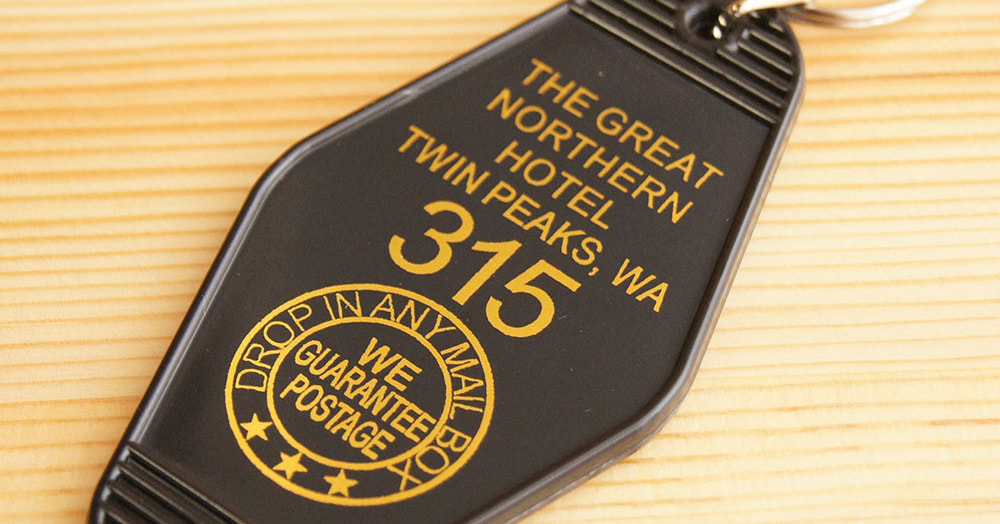 THE GREAT
NORTHERN
HOTEL
TWIN PEAKS, WA
315
DROP IN ANY MAIL BOX
WE
GUARANTEE
POSTAGE